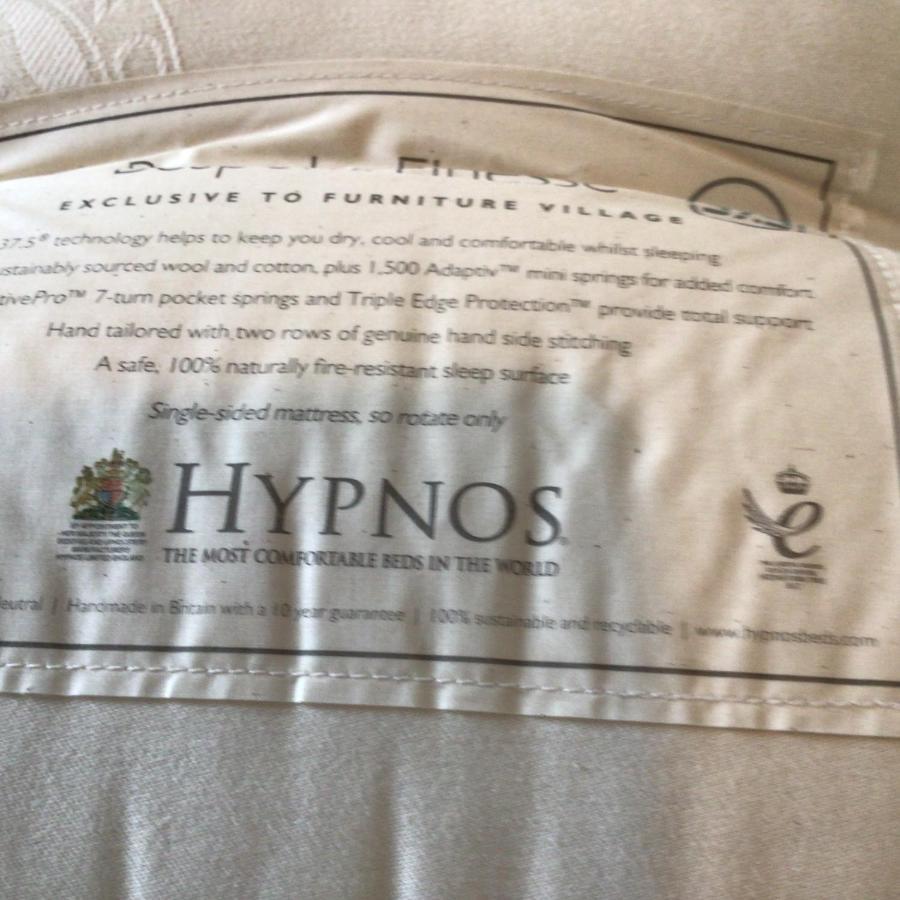 EXCLUSIVE TO FURNITURE VILLAGE
37.5® technology helps to keep you dry, cool and comfortable whilst sleeping
ustainably sourced wool and cotton, plus 1,500 Adaptiv™ mini springs for added comfort
tivePro™ 7-turn pocket springs and Triple Edge Protection™ provide total support
Hand tailored with two rows of genuine hand side stitching
A safe, 100% naturally fire-resistant sleep surface
Single-sided mattress, so rotate only
HYPNOS®
THE MOST COMFORTABLE BEDS IN THE WORLD
eutral | Handmade in Britain with a 10 year guarantee | 100% sustainable and recyclable | www.hypnosbeds.com